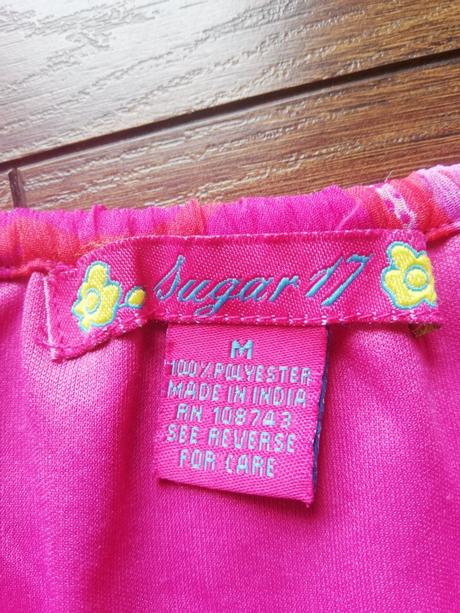 Sugar 17
M
100% POLYESTER
MADE IN INDIA
RN 108743
SEE REVERSE
FOR CARE